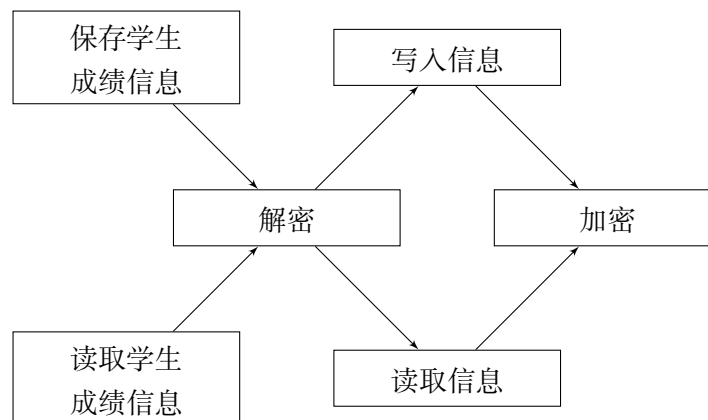 保存学生
成绩信息
写入信息
解密
加密
读取学生
成绩信息
读取信息